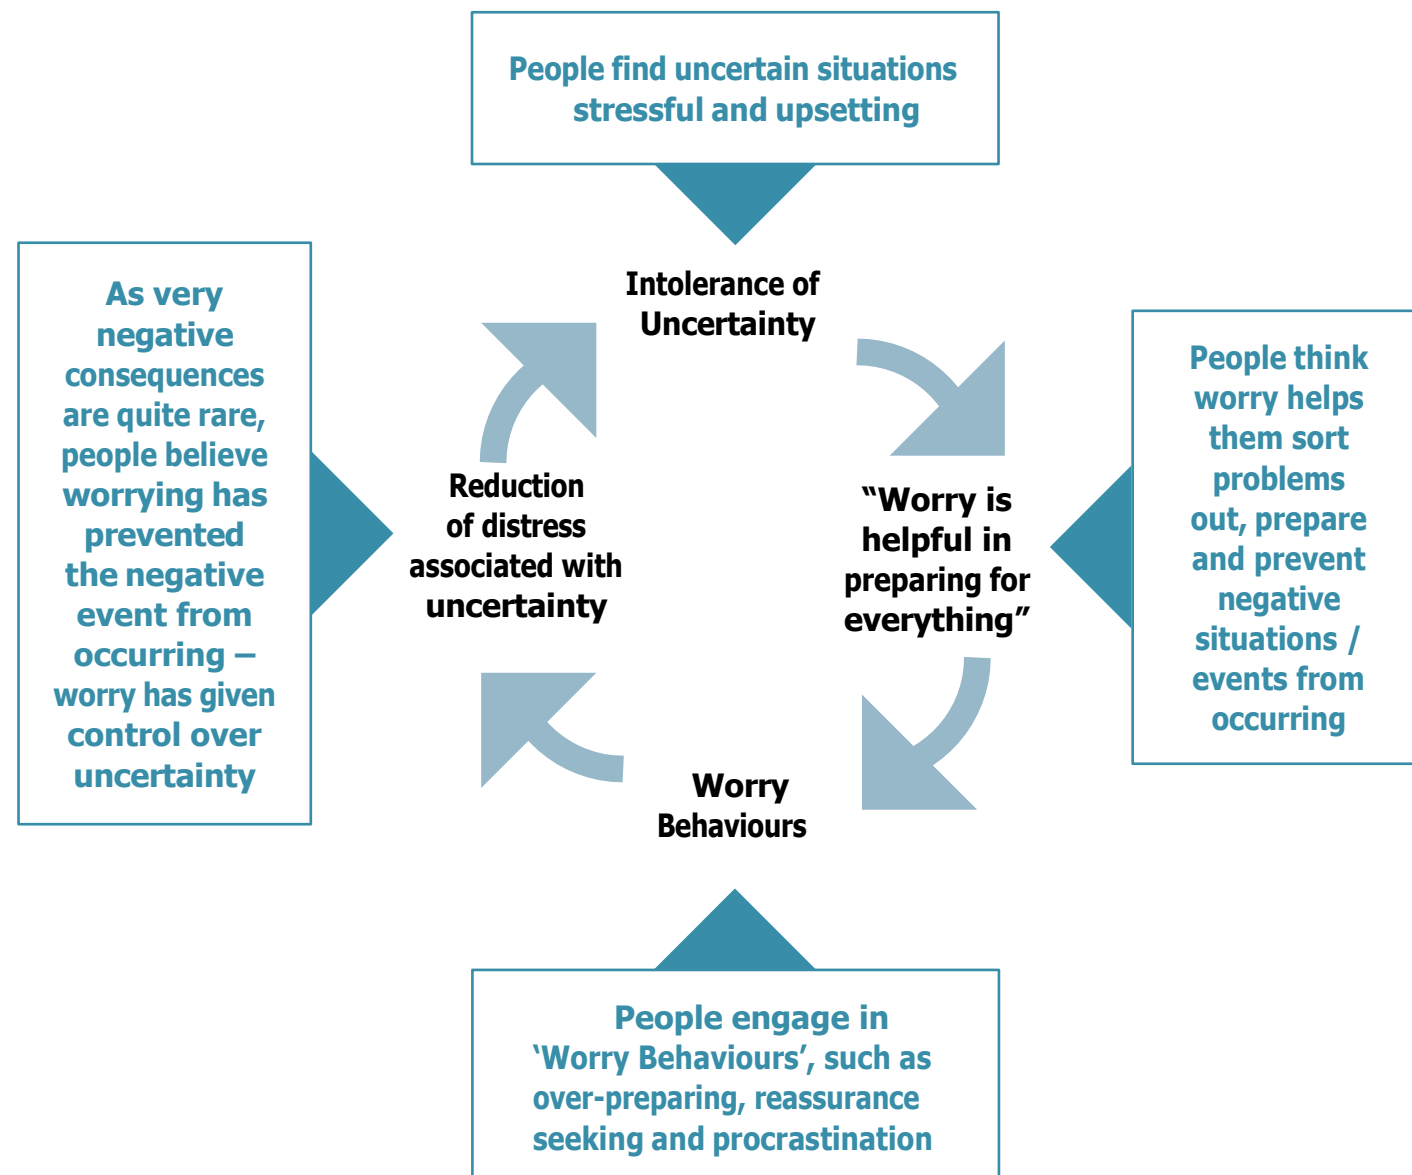 People find uncertain situations
stressful and upsetting
Intolerance of
Uncertainty
As very
negative
consequences
are quite rare,
people believe
worrying has
prevented
the negative
event from
occurring –
worry has given
control over
uncertainty
Reduction
of distress
associated with
uncertainty
“Worry is
helpful in
preparing for
everything”
People think
worry helps
them sort
problems
out, prepare
and prevent
negative
situations /
events from
occurring
Worry
Behaviours
People engage in
‘Worry Behaviours’, such as
over-preparing, reassurance
seeking and procrastination